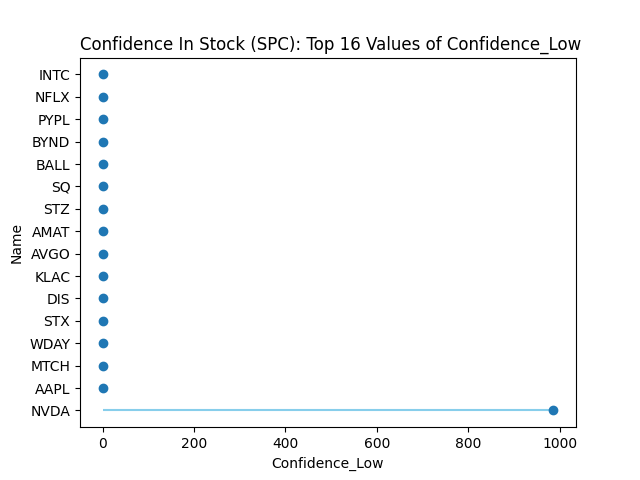 Confidence In Stock (SPC): Top 16 Values of Confidence_Low
INTC
NFLX
PYPL
BYND
BALL
SQ
STZ
AMAT
AVGO
KLAC
DIS
STX
WDAY
MTCH
AAPL
NVDA
Name
0 200 400 600 800 1000
Confidence_Low